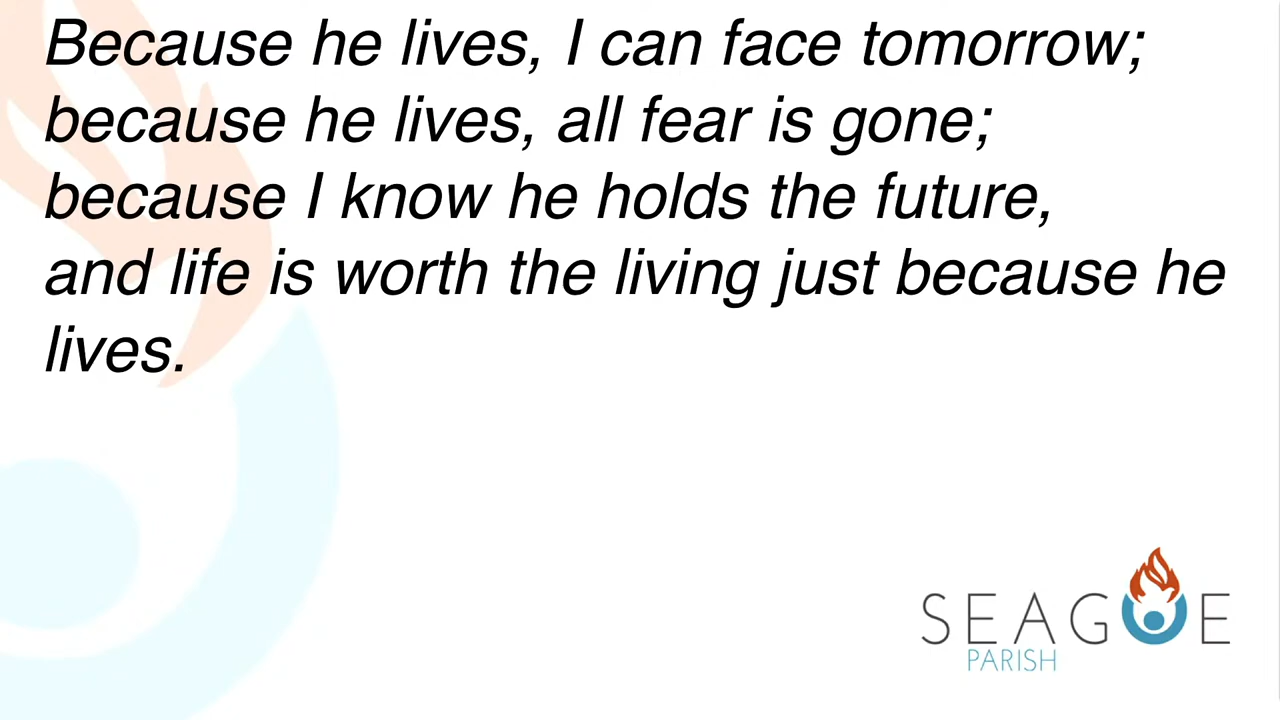 Because he lives, I can face tomorrow;
because he lives, all fear is gone;
because I know he holds the future,
and life is worth the living just because he
lives.
SEAGOE
PARISH